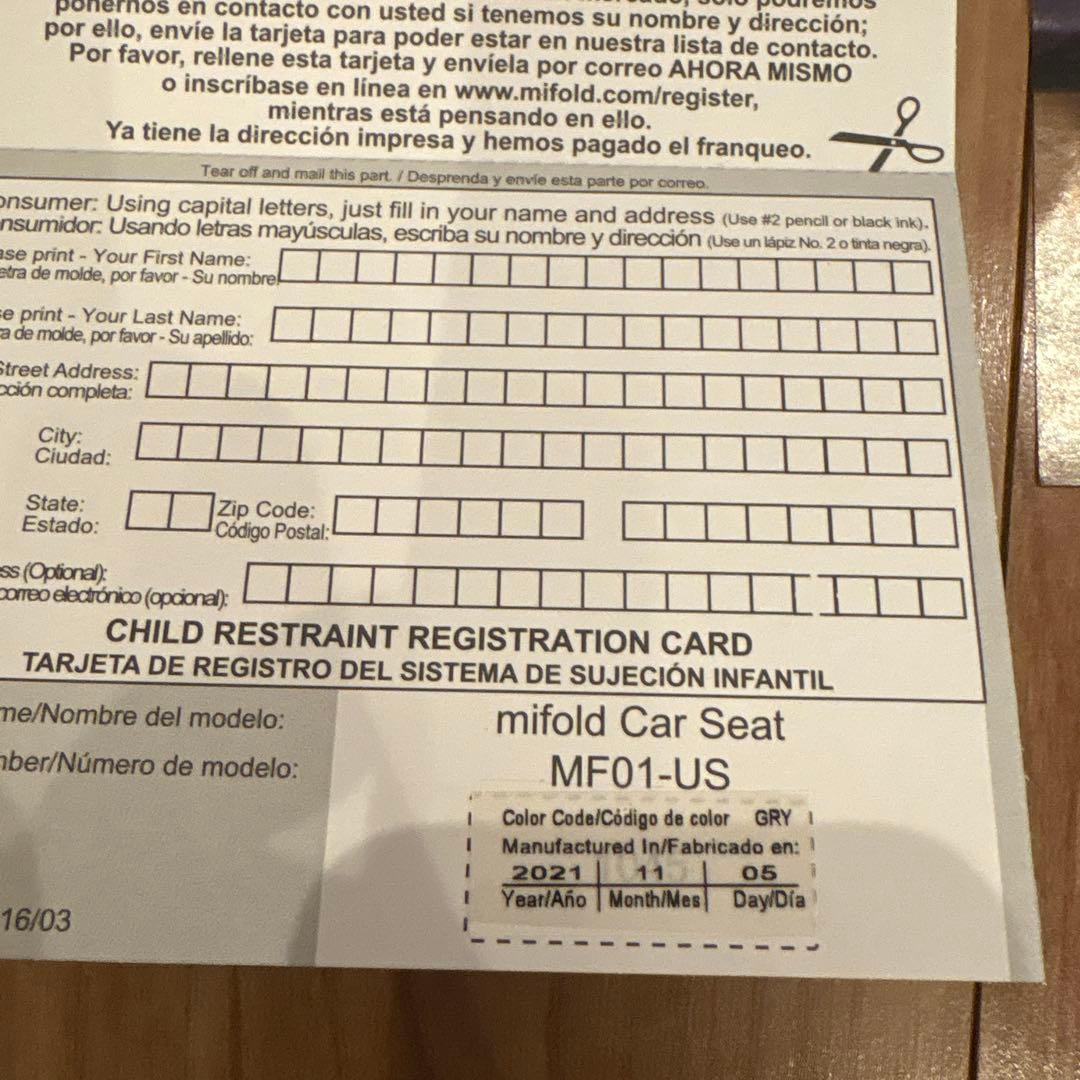 ponernos en contacto con usted si tenemos su nombre y dirección;
por ello, envíe la tarjeta para poder estar en nuestra lista de contacto.
Por favor, rellene esta tarjeta y envíela por correo AHORA MISMO
o inscríbase en línea en www.mifold.com/register,
mientras está pensando en ello.
Ya tiene la dirección impresa y hemos pagado el franqueo.
Tear off and mail this part. / Desprenda y envíe esta parte por correo.
onsumer: Using capital letters, just fill in your name and address (Use #2 pencil or black ink).
nsumidor: Usando letras mayúsculas, escriba su nombre y dirección (Use un lápiz No. 2 o tinta negra).
ase print - Your First Name:
etra de molde, por favor - Su nombre:
se print - Your Last Name:
ra de molde, por favor - Su apellido:
Street Address:
cción completa:
City:
Ciudad:
State:
Estado:
Zip Code:
Código Postal:
ss (Optional):
correo electrónico (opcional):
CHILD RESTRAINT REGISTRATION CARD
TARJETA DE REGISTRO DEL SISTEMA DE SUJECIÓN INFANTIL
me/Nombre del modelo: mifold Car Seat
nber/Número de modelo: MF01-US
Color Code/Código de color GRY
Manufactured In/Fabricado en:
2021 11 05
Year/Año Month/Mes Day/Día
16/03